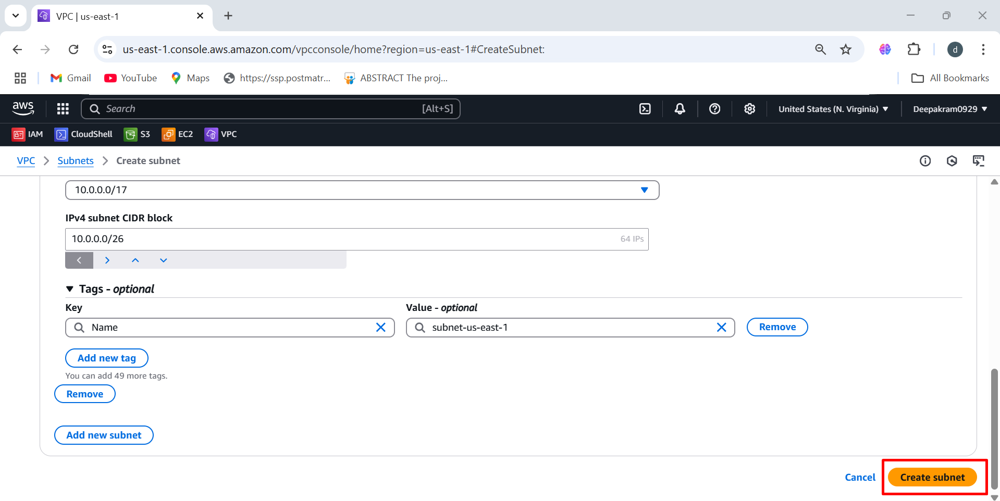 VPC | us-east-1
us-east-1.console.aws.amazon.com/vpcconsole/home?region=us-east-1#CreateSubnet:
d
Gmail
YouTube
Maps
https://ssp.postmatr...
ABSTRACT The proj...
All Bookmarks
aws
Search
[Alt+S]
United States (N. Virginia)
Deepakram0929
IAM
CloudShell
S3
EC2
VPC
VPC
Subnets
Create subnet
10.0.0.0/17
IPv4 subnet CIDR block
10.0.0.0/26
64 IPs
Tags - optional
Key
Value - optional
Name
subnet-us-east-1
Remove
Add new tag
You can add 49 more tags.
Remove
Add new subnet
Cancel
Create subnet